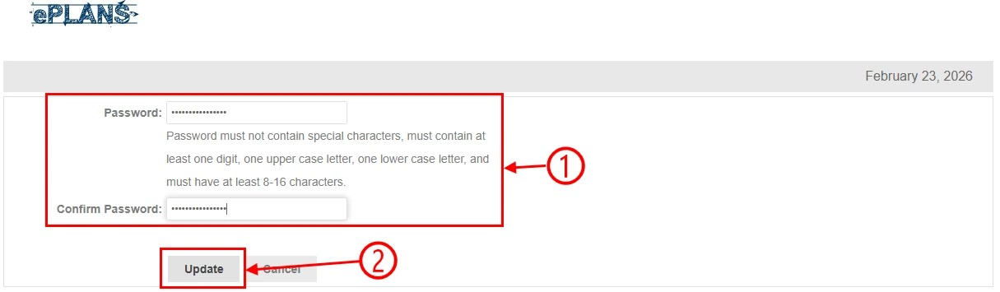 ePLANS
February 23, 2026
Password: ••••••••••••••••
Password must not contain special characters, must contain at
least one digit, one upper case letter, one lower case letter, and
must have at least 8-16 characters.
1
Confirm Password: ••••••••••••••••
Update Cancel
2